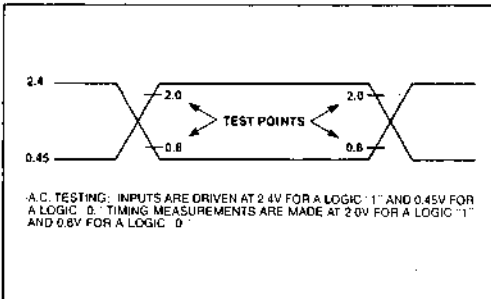 2.4
2.0 2.0
TEST POINTS
0.8 0.8
0.45
A.C. TESTING: INPUTS ARE DRIVEN AT 2.4V FOR A LOGIC "1" AND 0.45V FOR
A LOGIC "0." TIMING MEASUREMENTS ARE MADE AT 2.0V FOR A LOGIC "1"
AND 0.8V FOR A LOGIC "0"